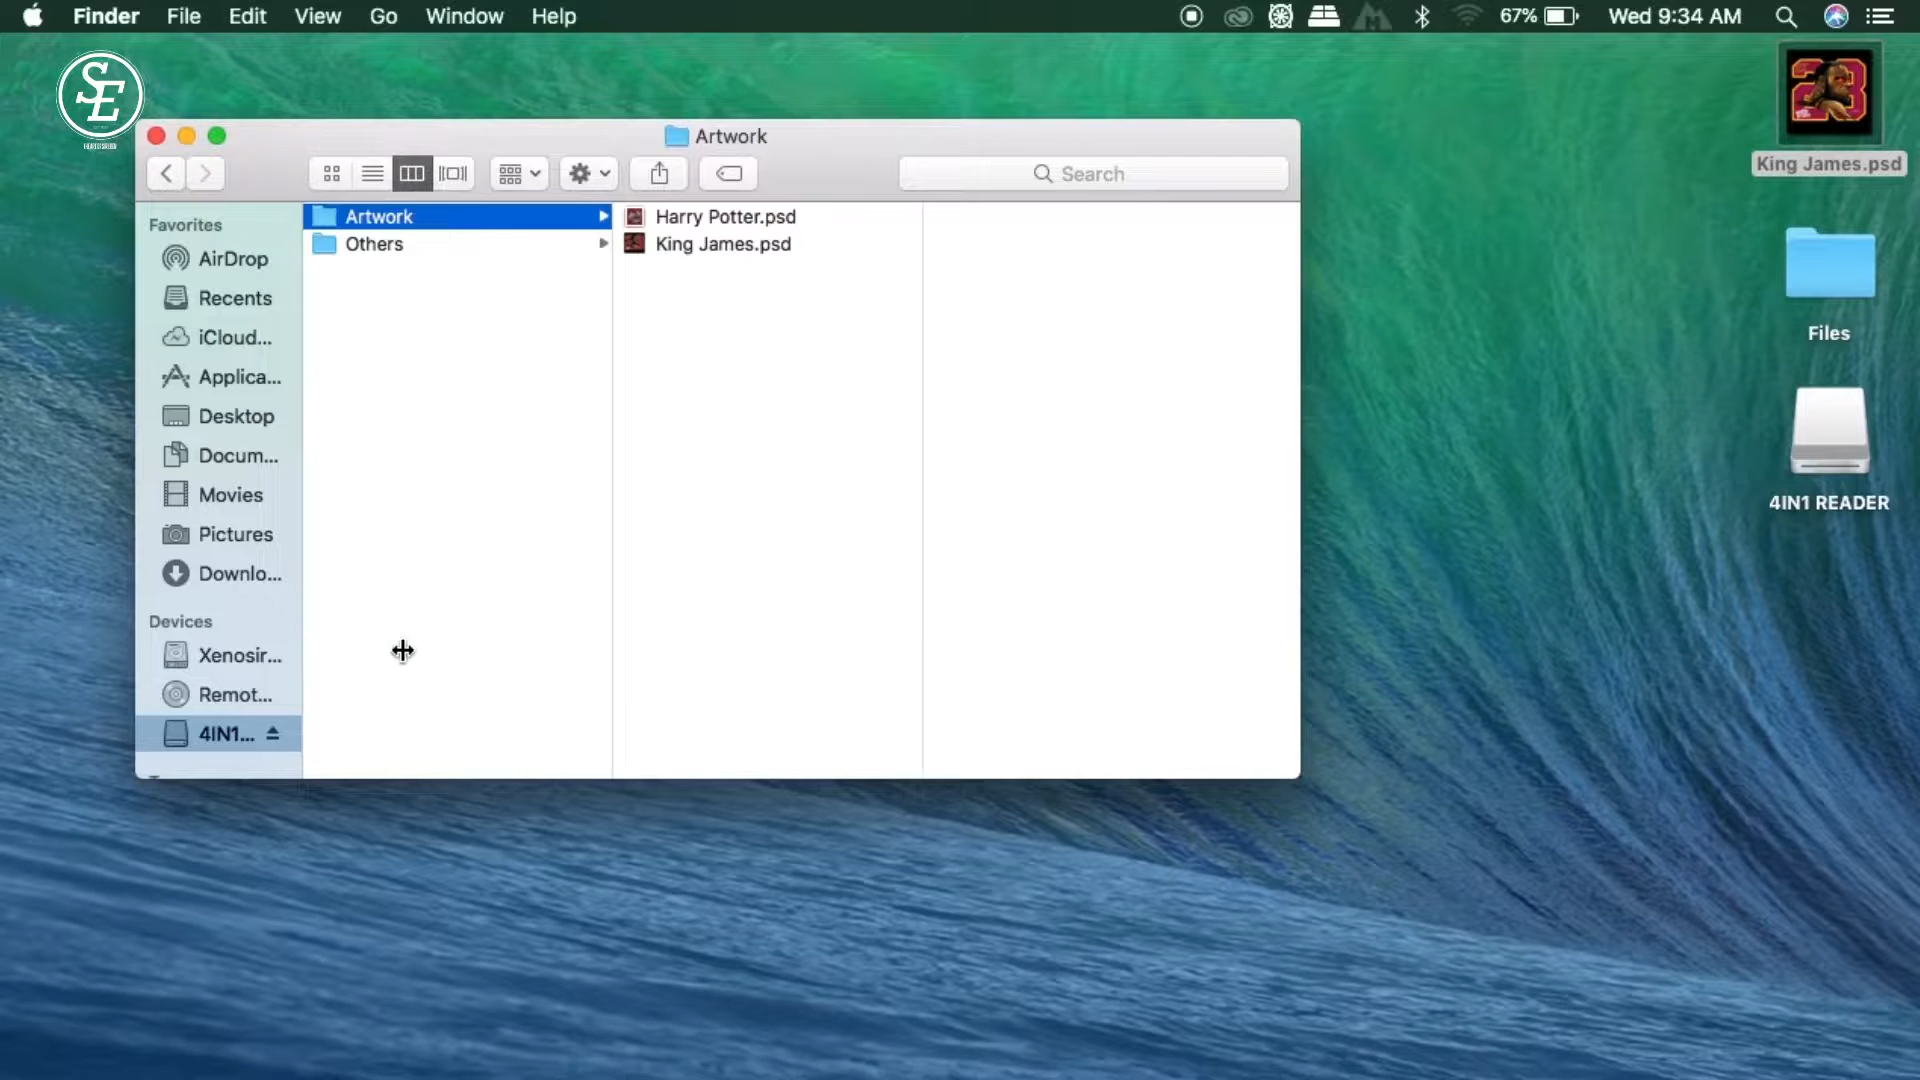 Finder File Edit View Go Window Help 67% Wed 9:34 AM
SE
Artwork
Search
Favorites
AirDrop
Recents
iCloud...
Applica...
Desktop
Docum...
Movies
Pictures
Downlo...
Devices
Xenosir...
Remot...
4IN1...
Artwork
Others
Harry Potter.psd
King James.psd
23
King James.psd
Files
4IN1 READER